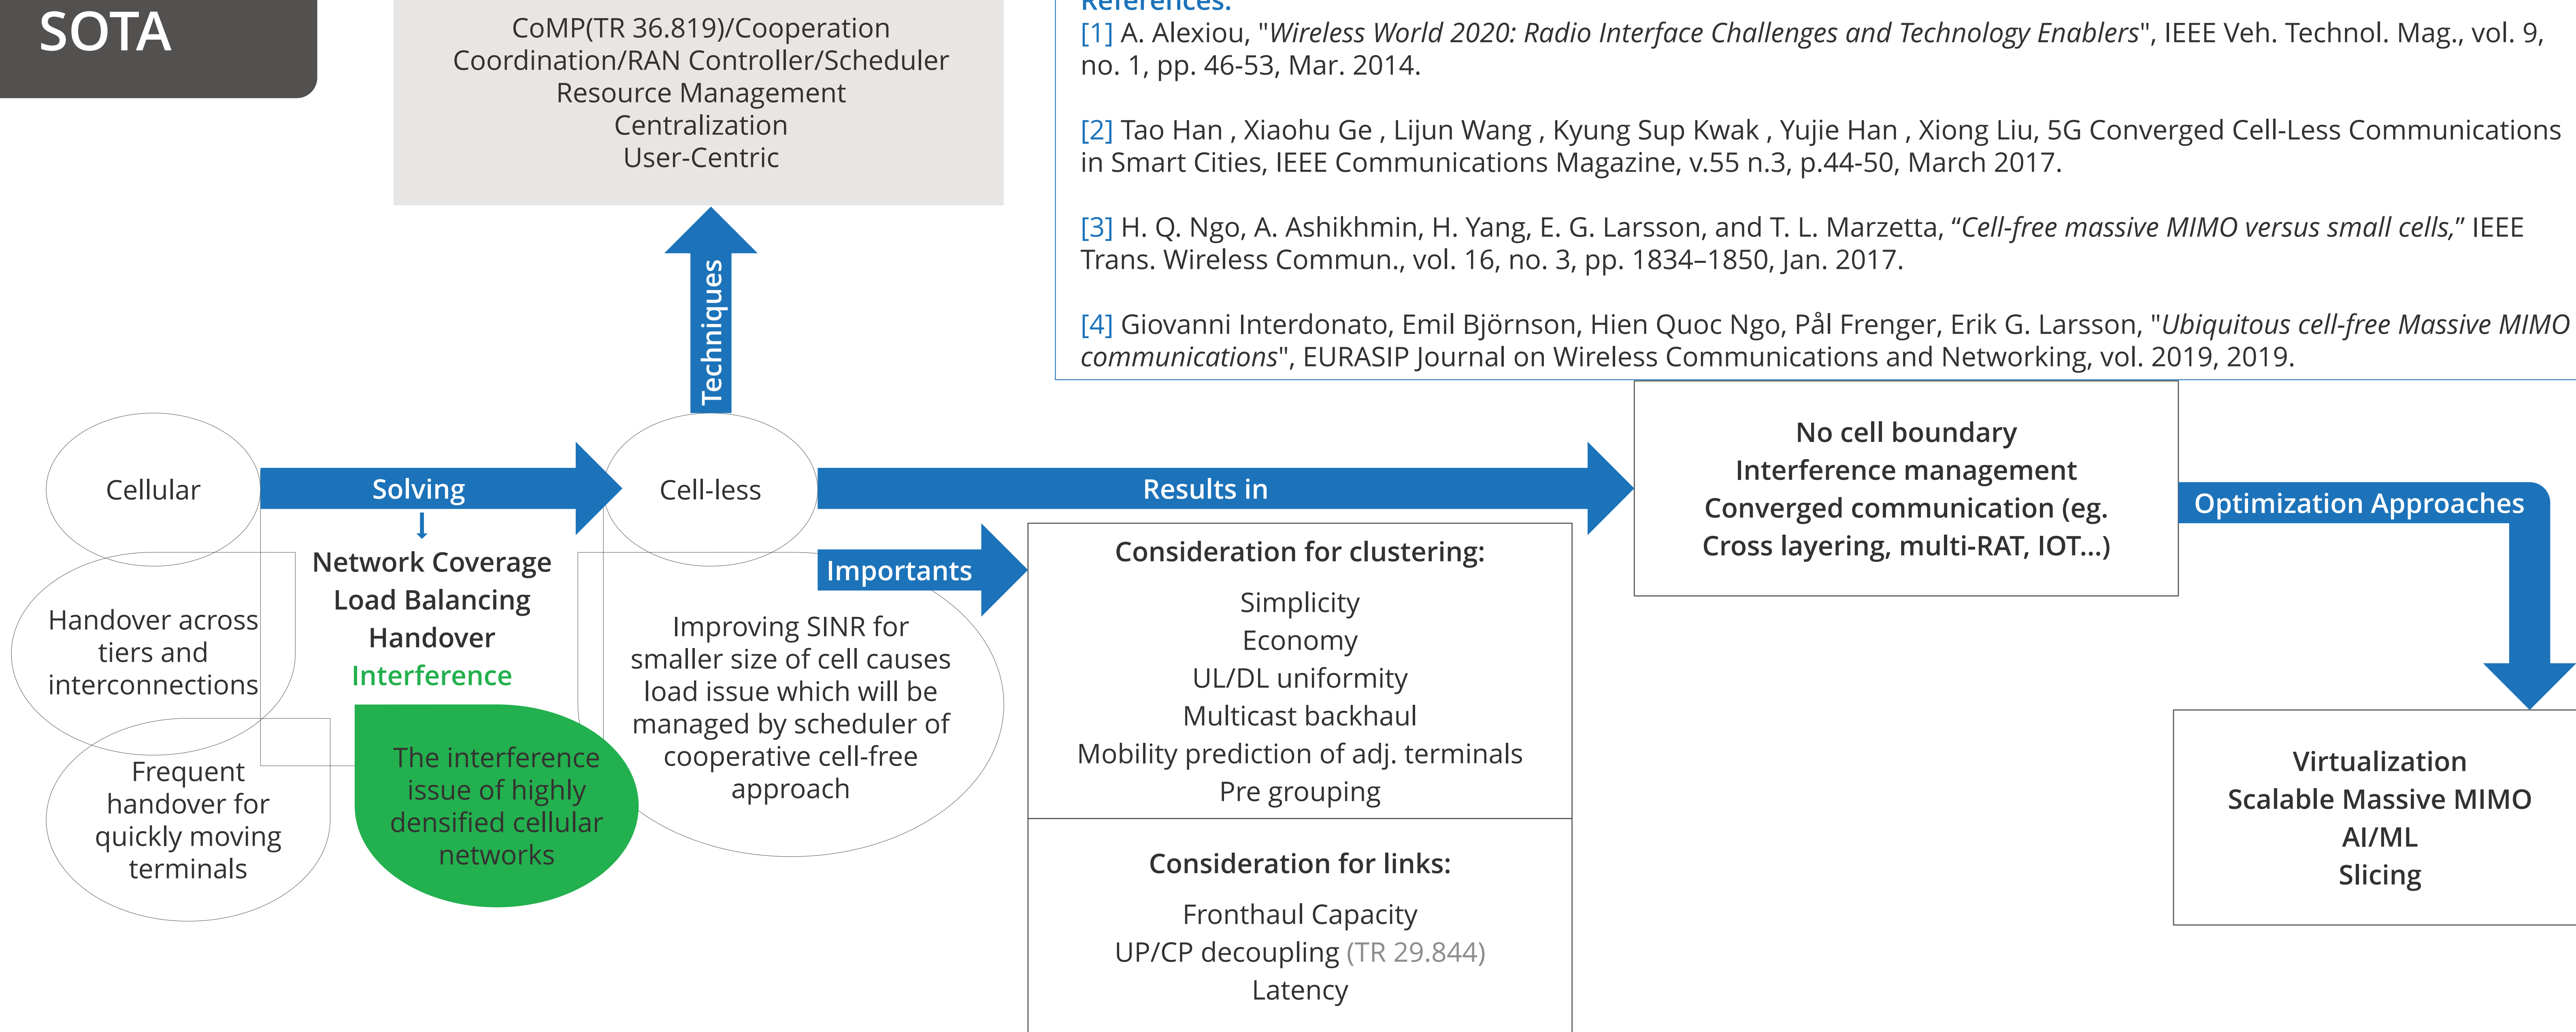 SOTA
CoMP(TR 36.819)/Cooperation
Coordination/RAN Controller/Scheduler
Resource Management
Centralization
User-Centric
References:
[1] A. Alexiou, "Wireless World 2020: Radio Interface Challenges and Technology Enablers", IEEE Veh. Technol. Mag., vol. 9,
no. 1, pp. 46-53, Mar. 2014.
[2] Tao Han , Xiaohu Ge , Lijun Wang , Kyung Sup Kwak , Yujie Han , Xiong Liu, 5G Converged Cell-Less Communications
in Smart Cities, IEEE Communications Magazine, v.55 n.3, p.44-50, March 2017.
[3] H. Q. Ngo, A. Ashikhmin, H. Yang, E. G. Larsson, and T. L. Marzetta, “Cell-free massive MIMO versus small cells,” IEEE
Trans. Wireless Commun., vol. 16, no. 3, pp. 1834–1850, Jan. 2017.
[4] Giovanni Interdonato, Emil Björnson, Hien Quoc Ngo, Pål Frenger, Erik G. Larsson, "Ubiquitous cell-free Massive MIMO
communications", EURASIP Journal on Wireless Communications and Networking, vol. 2019, 2019.
Techniques
Cellular
Solving
Cell-less
Results in
No cell boundary
Interference management
Converged communication (eg.
Cross layering, multi-RAT, IOT...)
Optimization Approaches
Network Coverage
Load Balancing
Handover
Interference
Handover across
tiers and
interconnections
Frequent
handover for
quickly moving
terminals
The interference
issue of highly
densified cellular
networks
Improving SINR for
smaller size of cell causes
load issue which will be
managed by scheduler of
cooperative cell-free
approach
Importants
Consideration for clustering:
Simplicity
Economy
UL/DL uniformity
Multicast backhaul
Mobility prediction of adj. terminals
Pre grouping
Consideration for links:
Fronthaul Capacity
UP/CP decoupling (TR 29.844)
Latency
Virtualization
Scalable Massive MIMO
AI/ML
Slicing